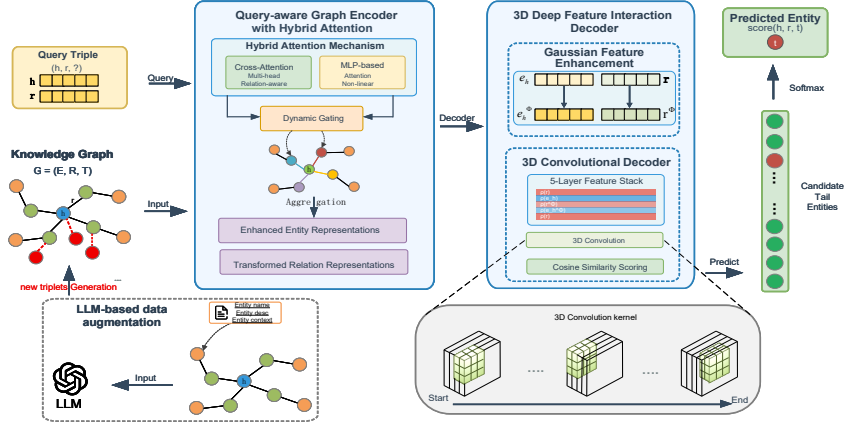 Query Triple
(h, r, ?)
h
r
Query
Knowledge Graph
G = (E, R, T)
r
h
Input
new triplets Generation
...
LLM-based data
augmentation
Entity name
Entity desc
Entity context
h
Input
LLM
Query-aware Graph Encoder
with Hybrid Attention
Hybrid Attention Mechanism
Cross-Attention
Multi-head
Relation-aware
MLP-based
Attention
Non-linear
Dynamic Gating
h
Aggregation
Enhanced Entity Representations
Transformed Relation Representations
Decoder
3D Deep Feature Interaction
Decoder
Gaussian Feature
Enhancement
e_h
r
e_h^Φ
r^Φ
3D Convolutional Decoder
5-Layer Feature Stack
3D Convolution
Cosine Similarity Scoring
Predict
3D Convolution kernel
....
....
Start
End
Predicted Entity
score(h, r, t)
t
Softmax
Candidate
Tail
Entities